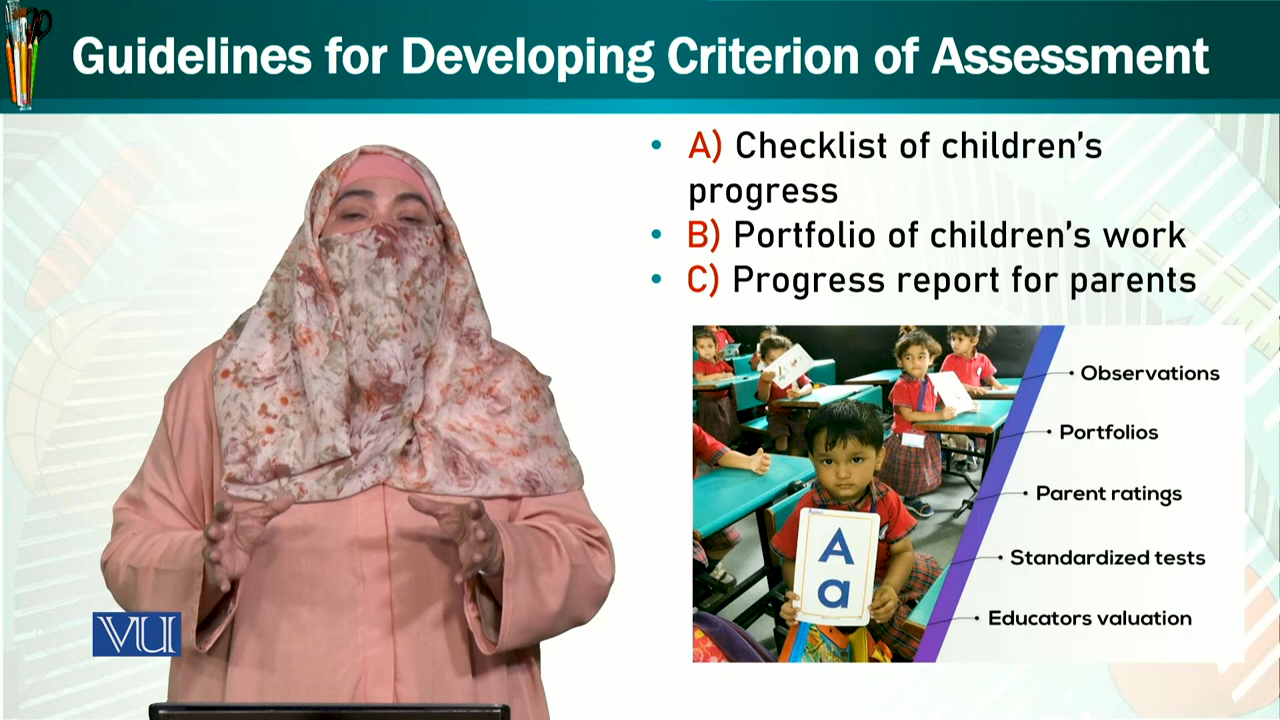 Guidelines for Developing Criterion of Assessment
• A) Checklist of children's
progress
• B) Portfolio of children's work
• C) Progress report for parents
• Observations
• Portfolios
• Parent ratings
• Standardized tests
• Educators valuation
A
a
VU